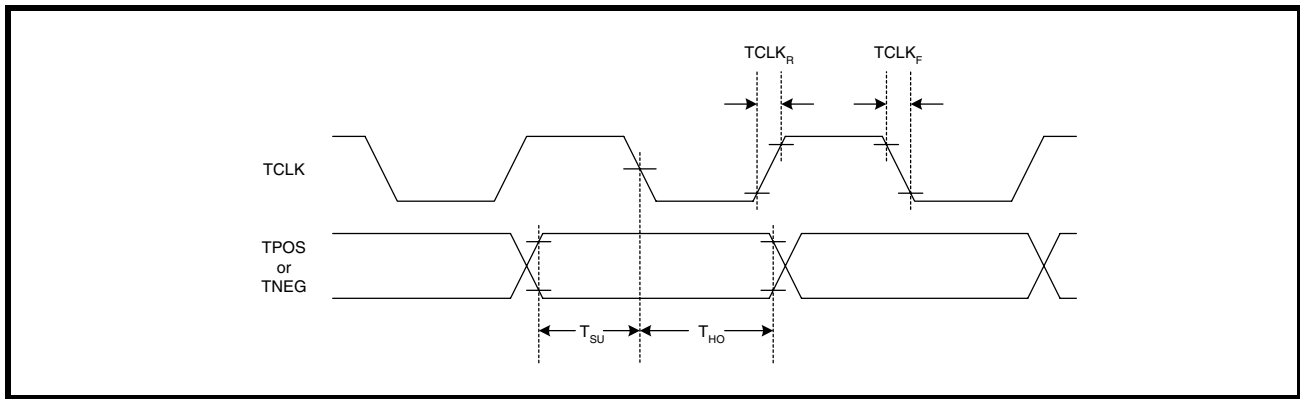 TCLK_R TCLK_F
TCLK
TPOS
or
TNEG
T_SU T_HO